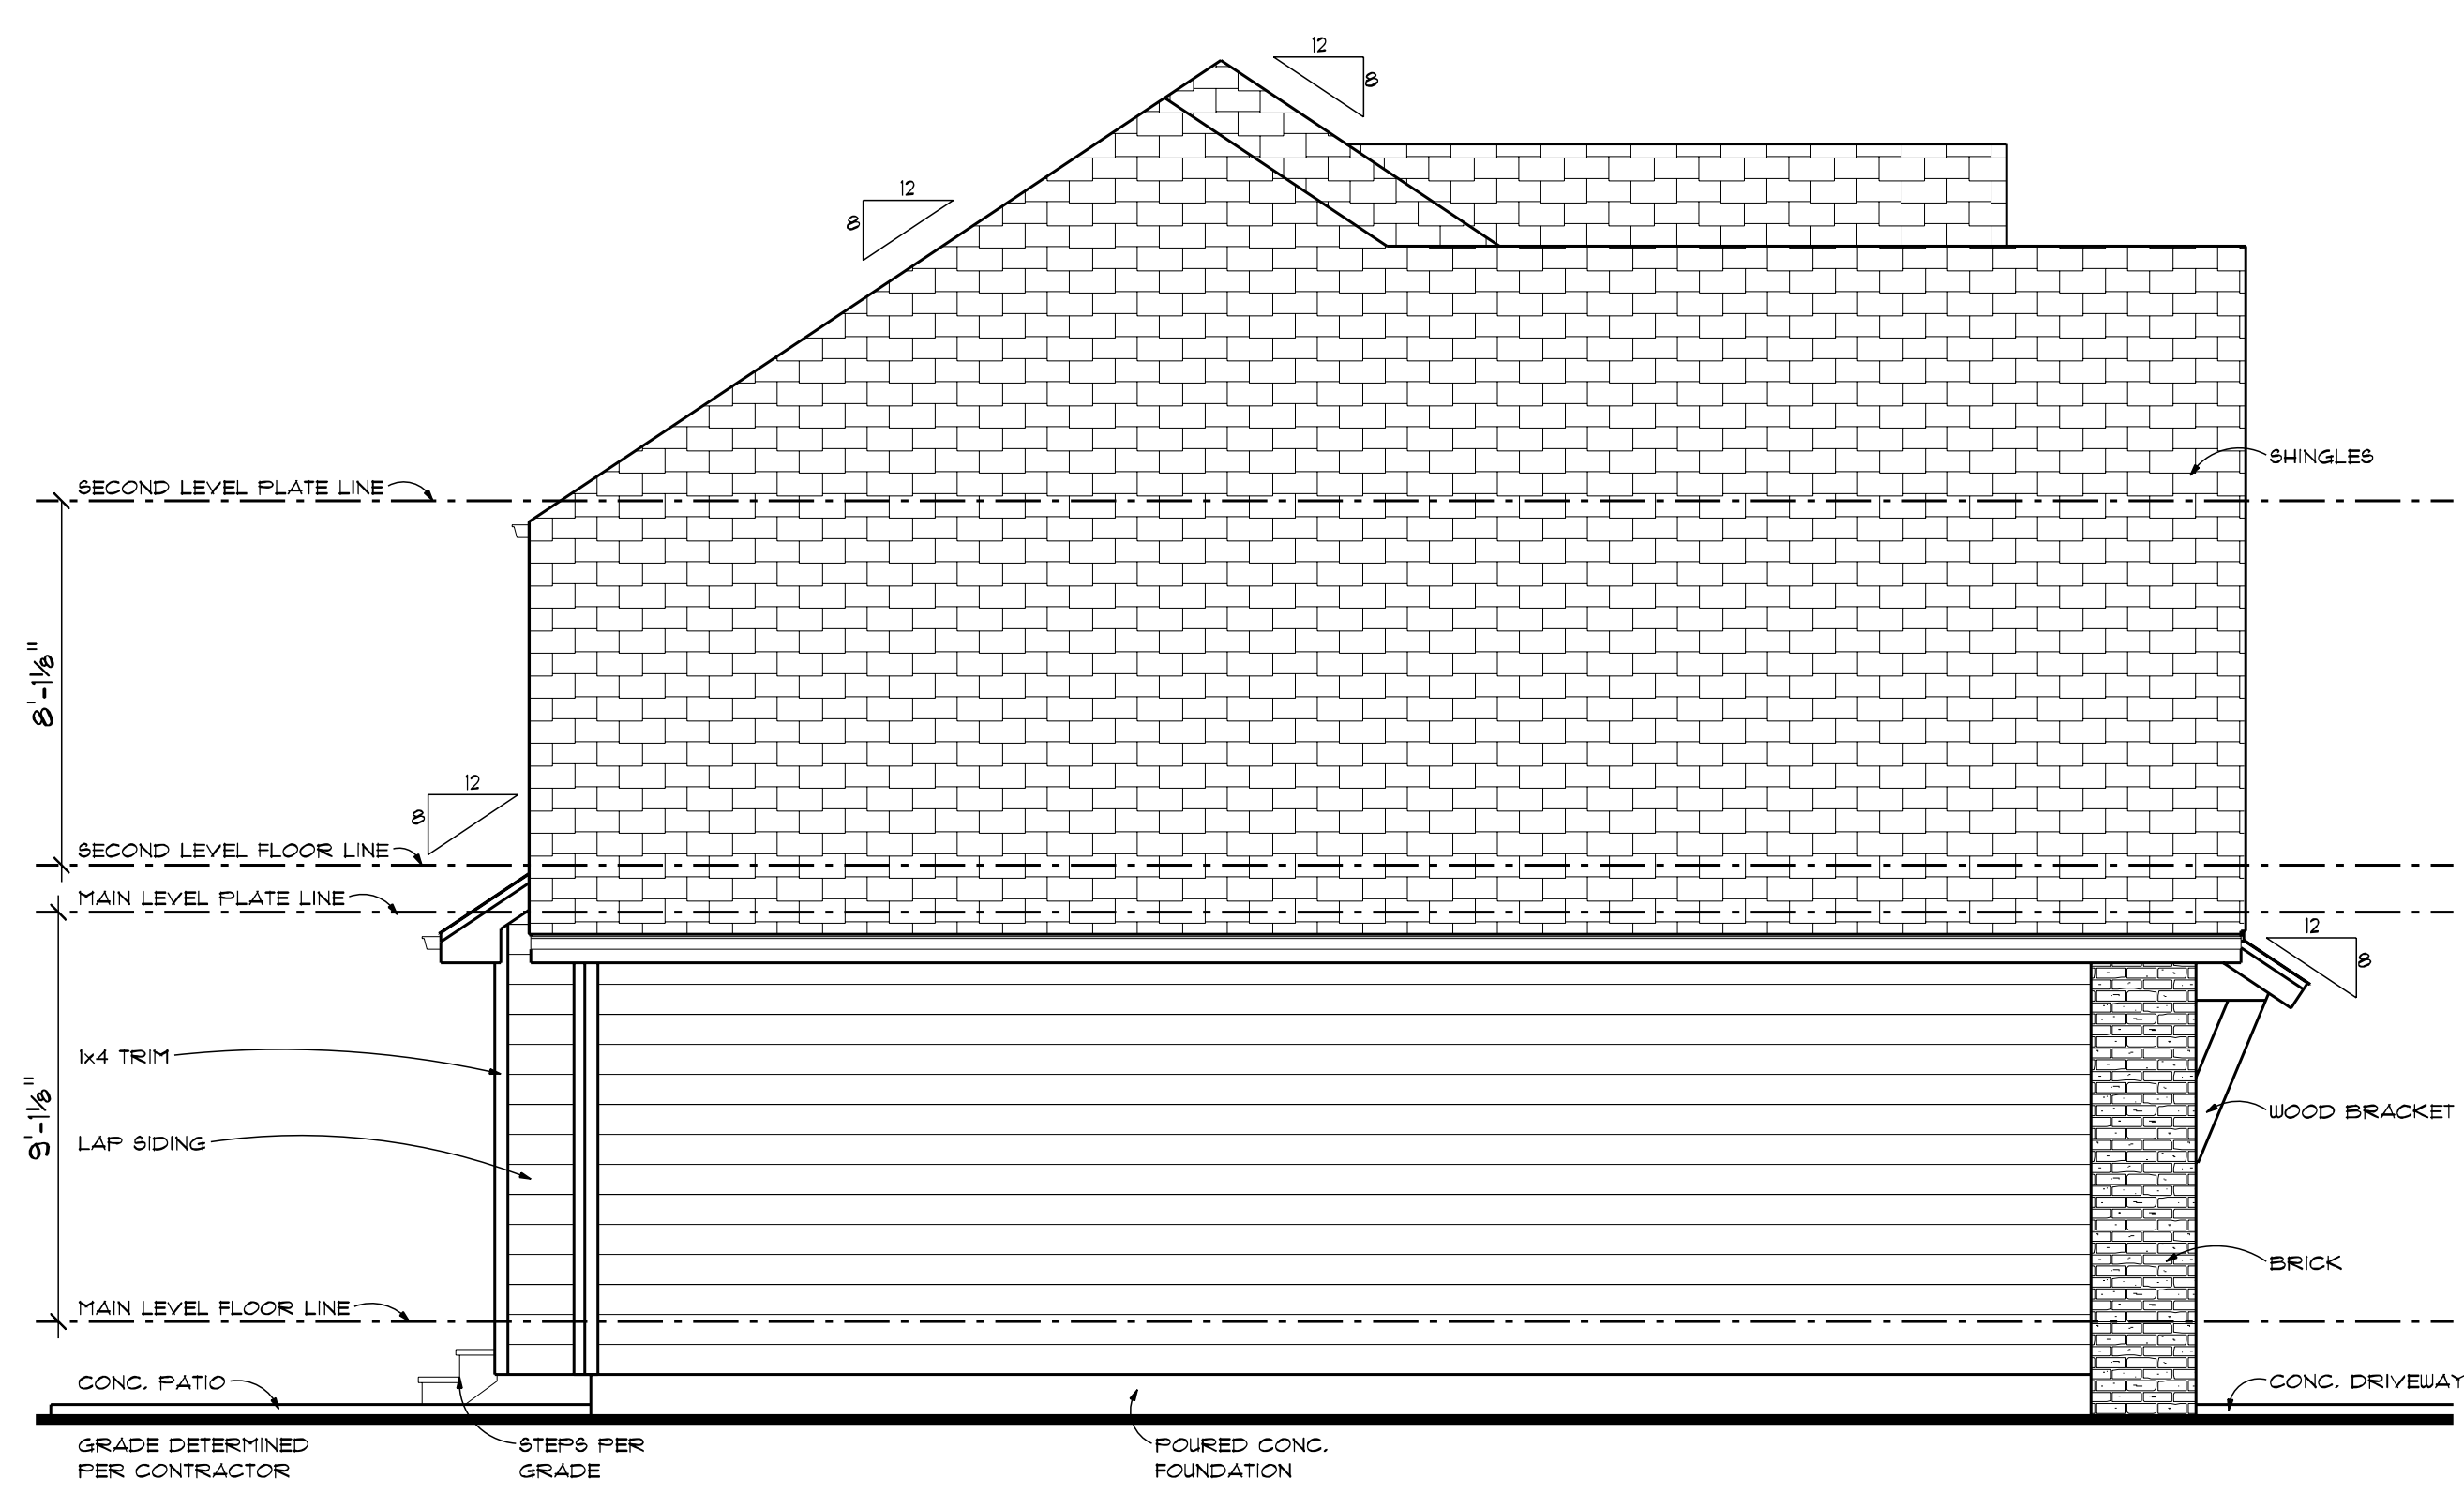 12
8
12
8
SHINGLES
SECOND LEVEL PLATE LINE
8'-1⅛"
12
8
SECOND LEVEL FLOOR LINE
MAIN LEVEL PLATE LINE
12
8
1x4 TRIM
WOOD BRACKET
9'-1⅛"
LAP SIDING
BRICK
MAIN LEVEL FLOOR LINE
CONC. PATIO
CONC. DRIVEWAY
GRADE DETERMINED
PER CONTRACTOR
STEPS PER
GRADE
POURED CONC.
FOUNDATION